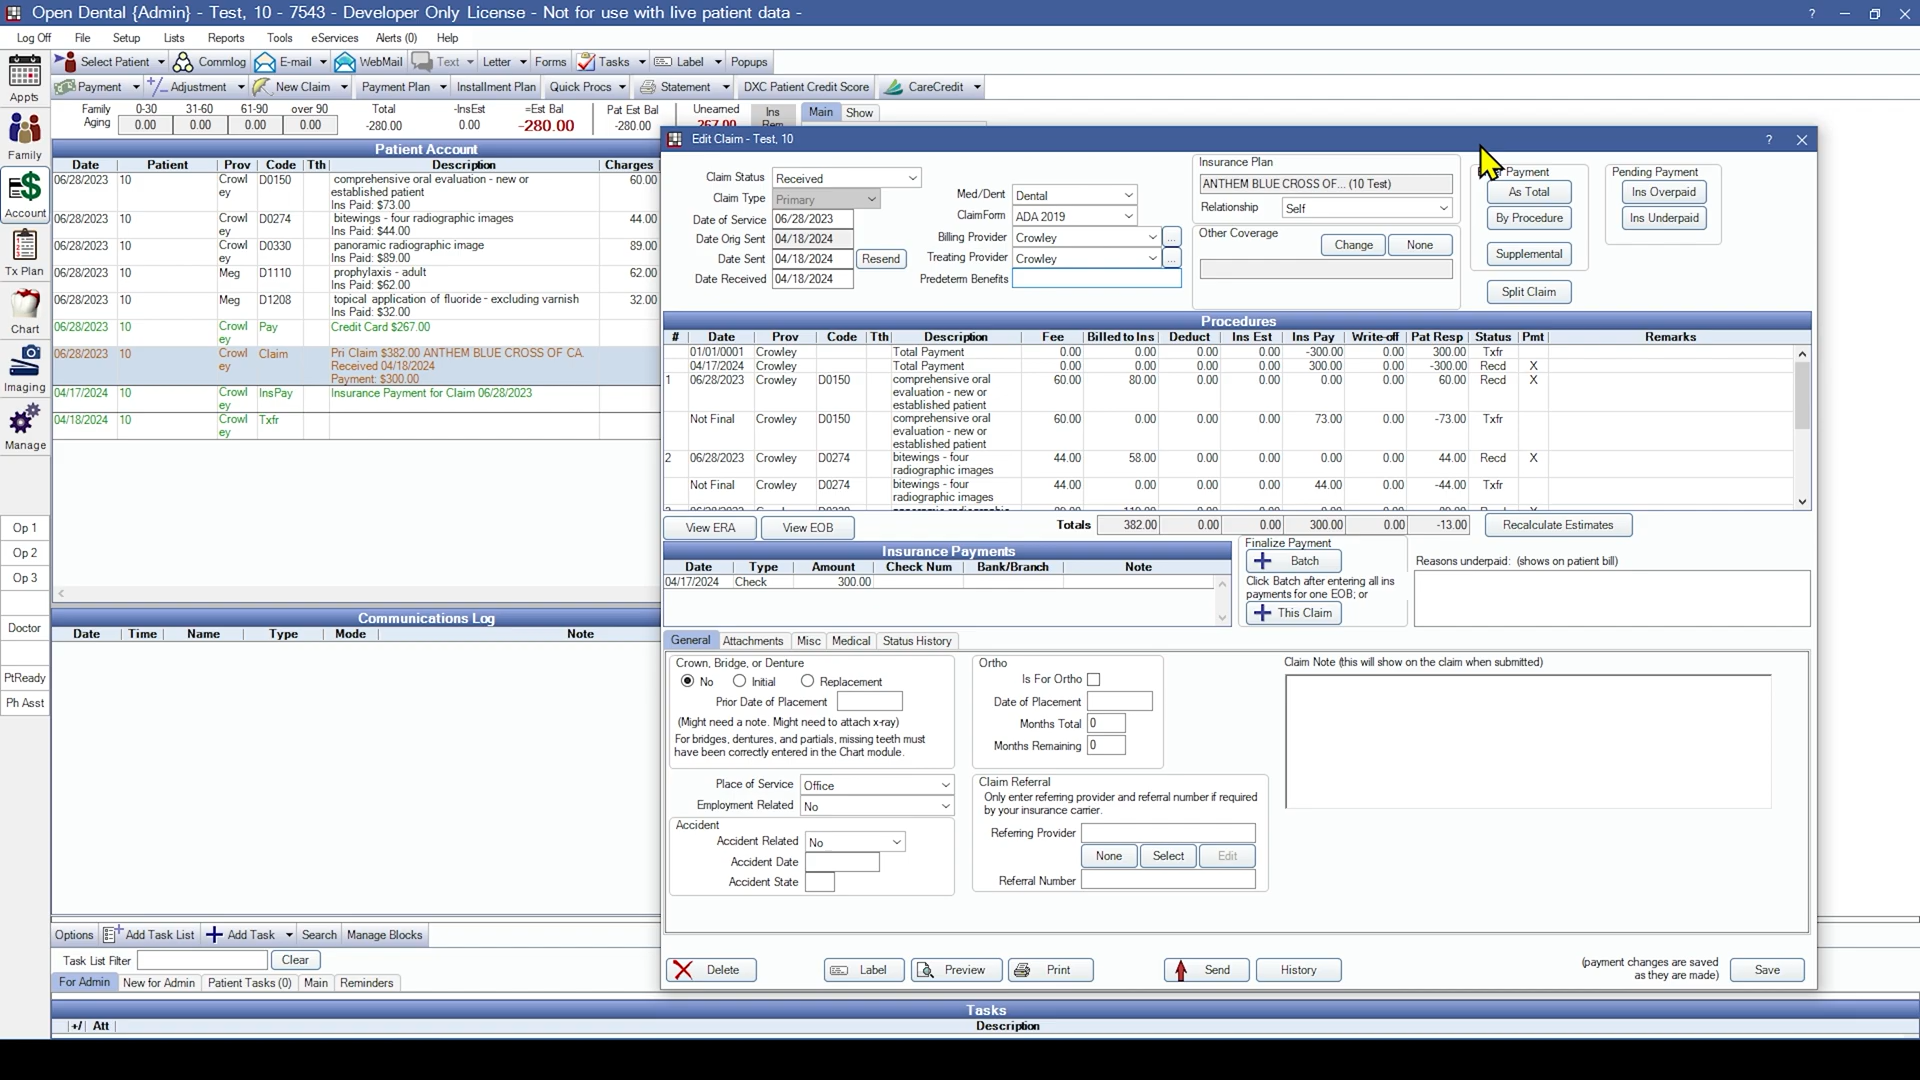 Open Dental {Admin} - Test, 10 - 7543 - Developer Only License - Not for use with live patient data -
Log Off File Setup Lists Reports Tools eServices Alerts (0) Help
Select Patient Commlog E-mail WebMail Text Letter Forms Tasks Label Popups
Payment Adjustment New Claim Payment Plan Installment Plan Quick Procs Statement DXC Patient Credit Score CareCredit
Family Aging 0-30 31-60 61-90 over 90 Total -InsEst =Est Bal Pat Est Bal Unearned Ins Main Show
0.00 0.00 0.00 0.00 -280.00 0.00 -280.00 -280.00 267.00
Appts
Family
Account
Tx Plan
Chart
Imaging
Manage
Op 1
Op 2
Op 3
Doctor
PtReady
Ph Asst
Patient Account
Date Patient Prov Code Tth Description Charges
06/28/2023 10 Crowl ey D0150 comprehensive oral evaluation - new or 60.00
established patient
Ins Paid: $73.00
06/28/2023 10 Crowl ey D0274 bitewings - four radiographic images 44.00
Ins Paid: $44.00
06/28/2023 10 Crowl ey D0330 panoramic radiographic image 89.00
Ins Paid: $89.00
06/28/2023 10 Meg D1110 prophylaxis - adult 62.00
Ins Paid: $62.00
06/28/2023 10 Meg D1208 topical application of fluoride - excluding varnish 32.00
Ins Paid: $32.00
06/28/2023 10 Crowl ey Pay Credit Card $267.00
06/28/2023 10 Crowl ey Claim Pri Claim $382.00 ANTHEM BLUE CROSS OF CA.
Received 04/18/2024
Payment: $300.00
04/17/2024 10 Crowl ey InsPay Insurance Payment for Claim 06/28/2023
04/18/2024 10 Crowl ey Txfr
Communications Log
Date Time Name Type Mode Note
Options Add Task List Add Task Search Manage Blocks
Task List Filter Clear
For Admin New for Admin Patient Tasks (0) Main Reminders
Tasks
+/ Att Description
Edit Claim - Test, 10
Claim Status Received
Claim Type Primary
Date of Service 06/28/2023
Date Orig Sent 04/18/2024
Date Sent 04/18/2024 Resend
Date Received 04/18/2024
Med/Dent Dental
ClaimForm ADA 2019
Billing Provider Crowley ...
Treating Provider Crowley ...
Predeterm Benefits
Insurance Plan
ANTHEM BLUE CROSS OF... (10 Test)
Relationship Self
Other Coverage Change None
Payment
As Total
By Procedure
Supplemental
Split Claim
Pending Payment
Ins Overpaid
Ins Underpaid
Procedures
# Date Prov Code Tth Description Fee Billed to Ins Deduct Ins Est Ins Pay Write-off Pat Resp Status Pmt Remarks
01/01/0001 Crowley Total Payment 0.00 0.00 0.00 0.00 -300.00 0.00 300.00 Txfr
04/17/2024 Crowley Total Payment 0.00 0.00 0.00 0.00 300.00 0.00 -300.00 Recd X
1 06/28/2023 Crowley D0150 comprehensive oral 60.00 80.00 0.00 0.00 0.00 0.00 60.00 Recd X
evaluation - new or
established patient
Not Final Crowley D0150 comprehensive oral 60.00 0.00 0.00 0.00 73.00 0.00 -73.00 Txfr
evaluation - new or
established patient
2 06/28/2023 Crowley D0274 bitewings - four 44.00 58.00 0.00 0.00 0.00 0.00 44.00 Recd X
radiographic images
Not Final Crowley D0274 bitewings - four 44.00 0.00 0.00 0.00 44.00 0.00 -44.00 Txfr
radiographic images
View ERA View EOB Totals 382.00 0.00 0.00 300.00 0.00 -13.00 Recalculate Estimates
Insurance Payments
Date Type Amount Check Num Bank/Branch Note
04/17/2024 Check 300.00
Finalize Payment
Batch
Click Batch after entering all ins
payments for one EOB; or
This Claim
Reasons underpaid: (shows on patient bill)
General Attachments Misc Medical Status History
Crown, Bridge, or Denture
No Initial Replacement
Prior Date of Placement
(Might need a note. Might need to attach x-ray)
For bridges, dentures, and partials, missing teeth must
have been correctly entered in the Chart module.
Place of Service Office
Employment Related No
Accident
Accident Related No
Accident Date
Accident State
Ortho
Is For Ortho
Date of Placement
Months Total 0
Months Remaining 0
Claim Referral
Only enter referring provider and referral number if required
by your insurance carrier.
Referring Provider
None Select Edit
Referral Number
Claim Note (this will show on the claim when submitted)
Delete Label Preview Print Send History
(payment changes are saved
as they are made)
Save